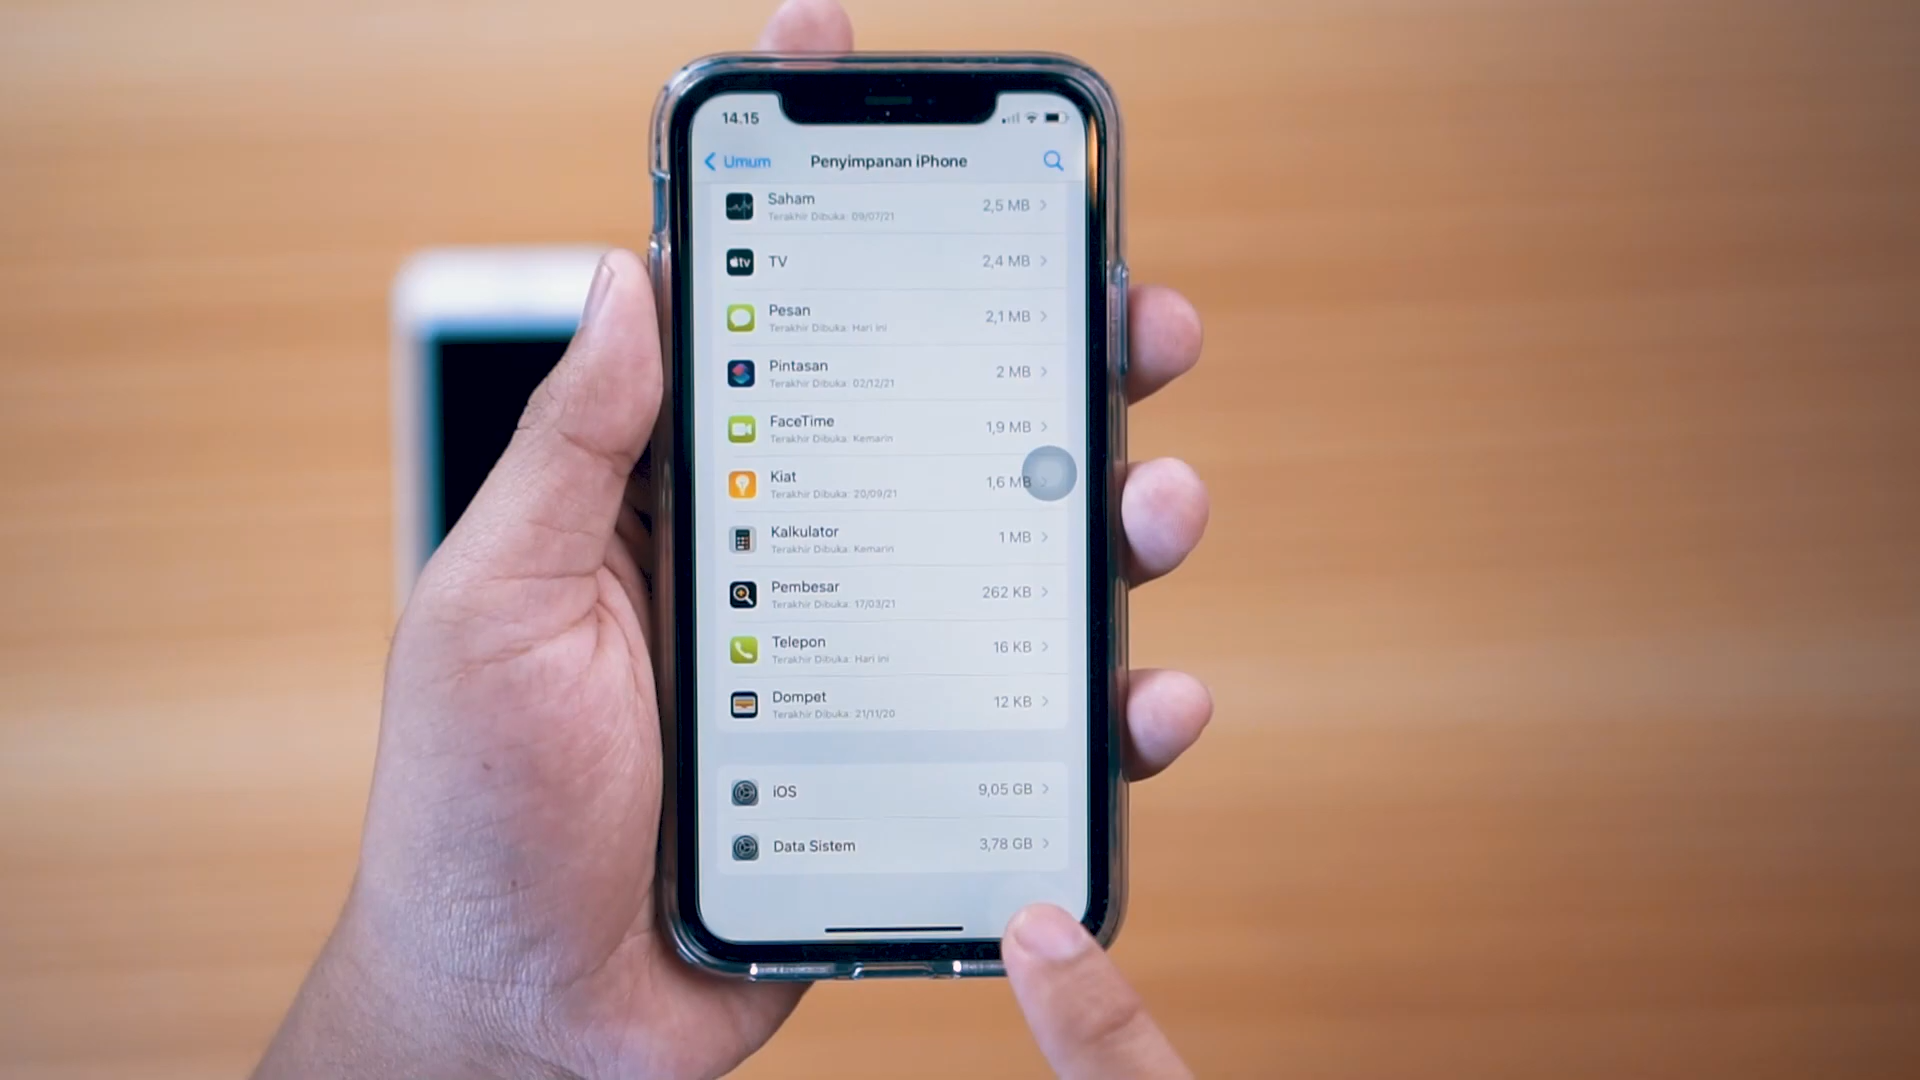 14.15
Umum
Penyimpanan iPhone
Saham
Terakhir Dibuka: 09/07/21
2,5 MB
tv
TV
2,4 MB
Pesan
Terakhir Dibuka: Hari ini
2,1 MB
Pintasan
Terakhir Dibuka: 02/12/21
2 MB
FaceTime
Terakhir Dibuka: Kemarin
1,9 MB
Kiat
Terakhir Dibuka: 20/09/21
1,6 MB
Kalkulator
Terakhir Dibuka: Kemarin
1 MB
Pembesar
Terakhir Dibuka: 17/03/21
262 KB
Telepon
Terakhir Dibuka: Hari ini
16 KB
Dompet
Terakhir Dibuka: 21/11/20
12 KB
iOS
9,05 GB
Data Sistem
3,78 GB